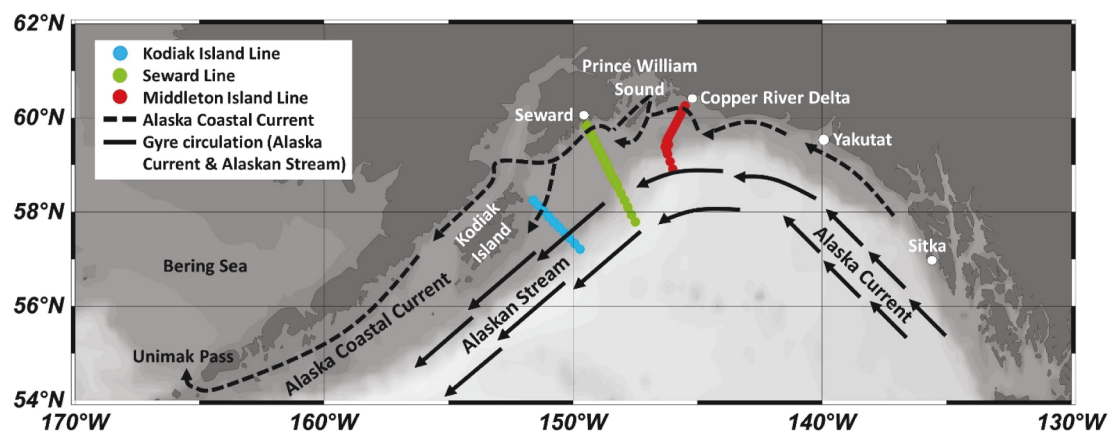 62°N
60°N
58°N
56°N
54°N
Kodiak Island Line
Seward Line
Middleton Island Line
Alaska Coastal Current
Gyre circulation (Alaska
Current & Alaskan Stream)
Prince William
Sound
Seward
Copper River Delta
Yakutat
Sitka
Kodiak
Island
Bering Sea
Alaska Current
Alaskan Stream
Alaska Coastal Current
Unimak Pass
170°W
160°W
150°W
140°W
130°W